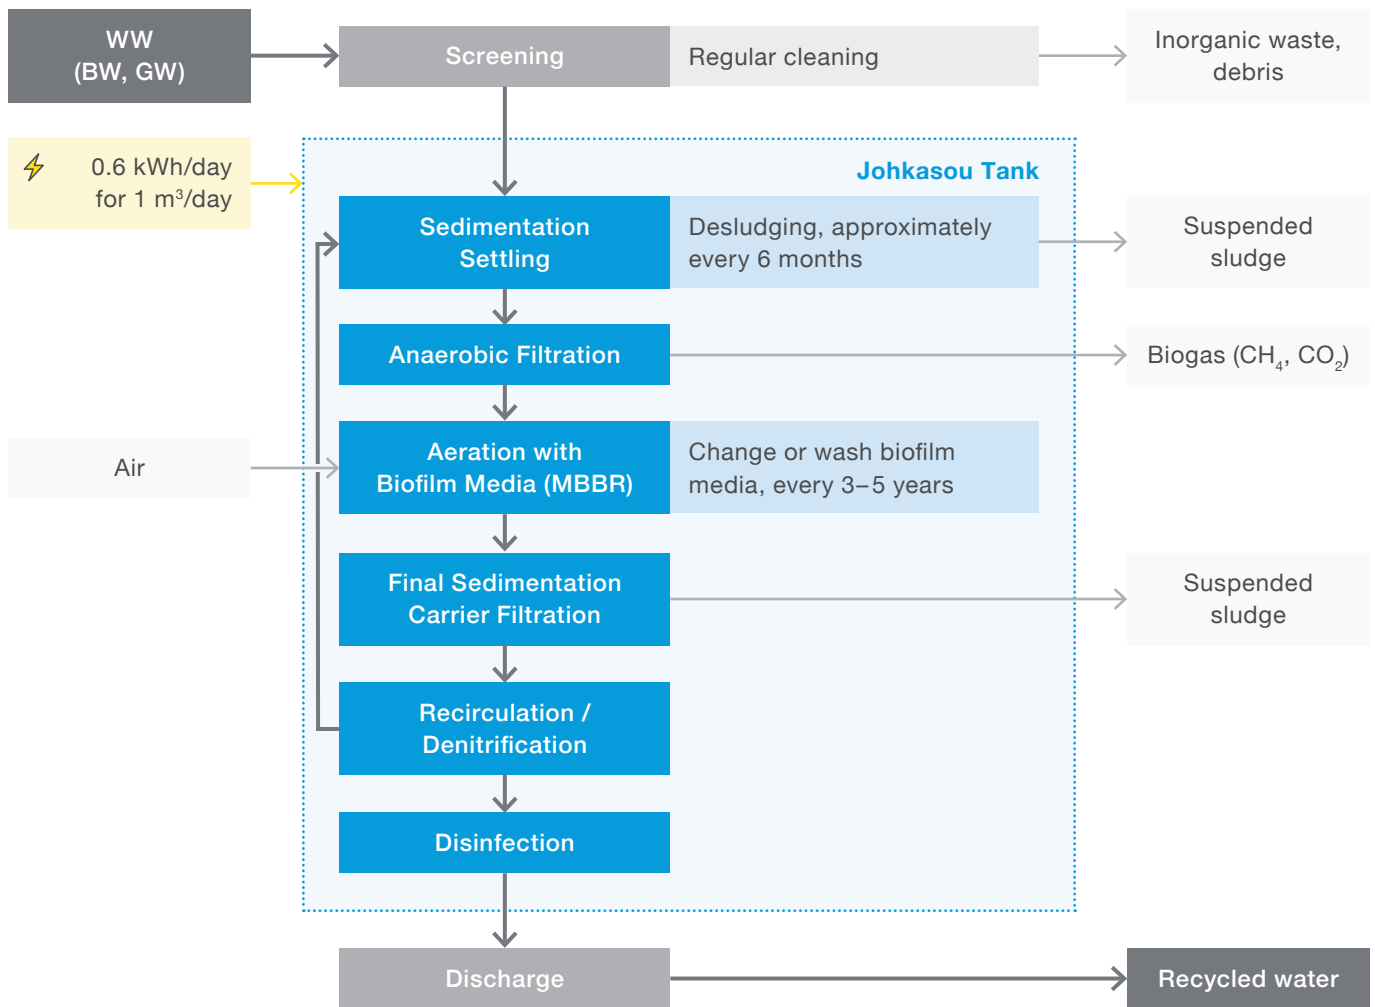 WW
(BW, GW)
Screening
Regular cleaning
Inorganic waste,
debris
0.6 kWh/day
for 1 m³/day
Johkasou Tank
Sedimentation
Settling
Desludging, approximately
every 6 months
Suspended
sludge
Anaerobic Filtration
Biogas (CH₄, CO₂)
Air
Aeration with
Biofilm Media (MBBR)
Change or wash biofilm
media, every 3–5 years
Final Sedimentation
Carrier Filtration
Suspended
sludge
Recirculation /
Denitrification
Disinfection
Discharge
Recycled water